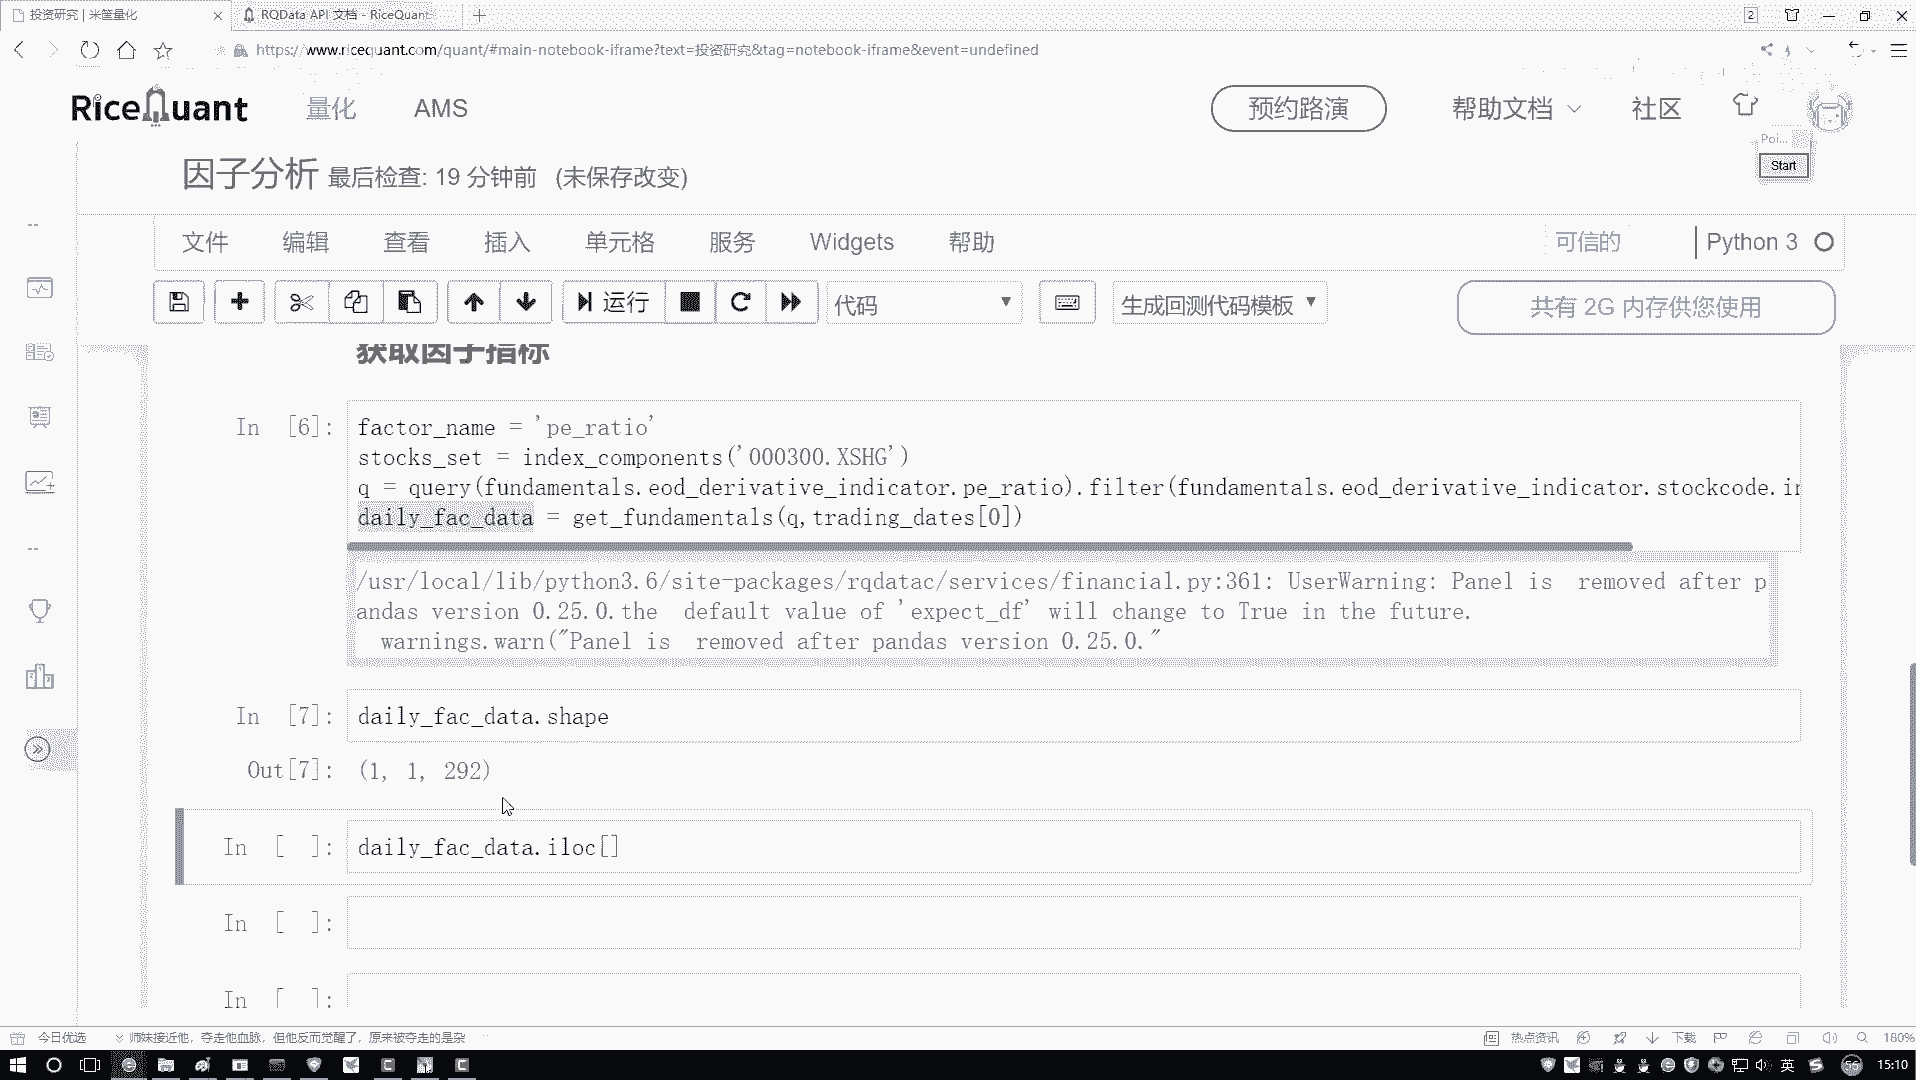 投资研究 | 米筐量化
RQData API 文档 - RiceQuant
2
https://www.ricequant.com/quant/#main-notebook-iframe?text=投资研究&tag=notebook-iframe&event=undefined
RiceQuant
量化
AMS
预约路演
帮助文档
社区
Poi...
Start
因子分析 最后检查: 19 分钟前 (未保存改变)
文件
编辑
查看
插入
单元格
服务
Widgets
帮助
可信的
Python 3
运行
代码
生成回测代码模板
共有 2G 内存供您使用
获取因子指标
In [6]:
factor_name = 'pe_ratio'
stocks_set = index_components('000300.XSHG')
q = query(fundamentals.eod_derivative_indicator.pe_ratio).filter(fundamentals.eod_derivative_indicator.stockcode.in
daily_fac_data = get_fundamentals(q,trading_dates[0])
/usr/local/lib/python3.6/site-packages/rqdatac/services/financial.py:361: UserWarning: Panel is  removed after p
andas version 0.25.0.the  default value of 'expect_df' will change to True in the future.
warnings.warn("Panel is  removed after pandas version 0.25.0."
In [7]:
daily_fac_data.shape
Out[7]:
(1, 1, 292)
In [ ]:
daily_fac_data.iloc[]
In [ ]:
In [ ]:
今日优选
师妹接近他，夺走他血脉，但他反而觉醒了，原来被夺走的是杂
热点资讯
下载
180%
英
56
15:10